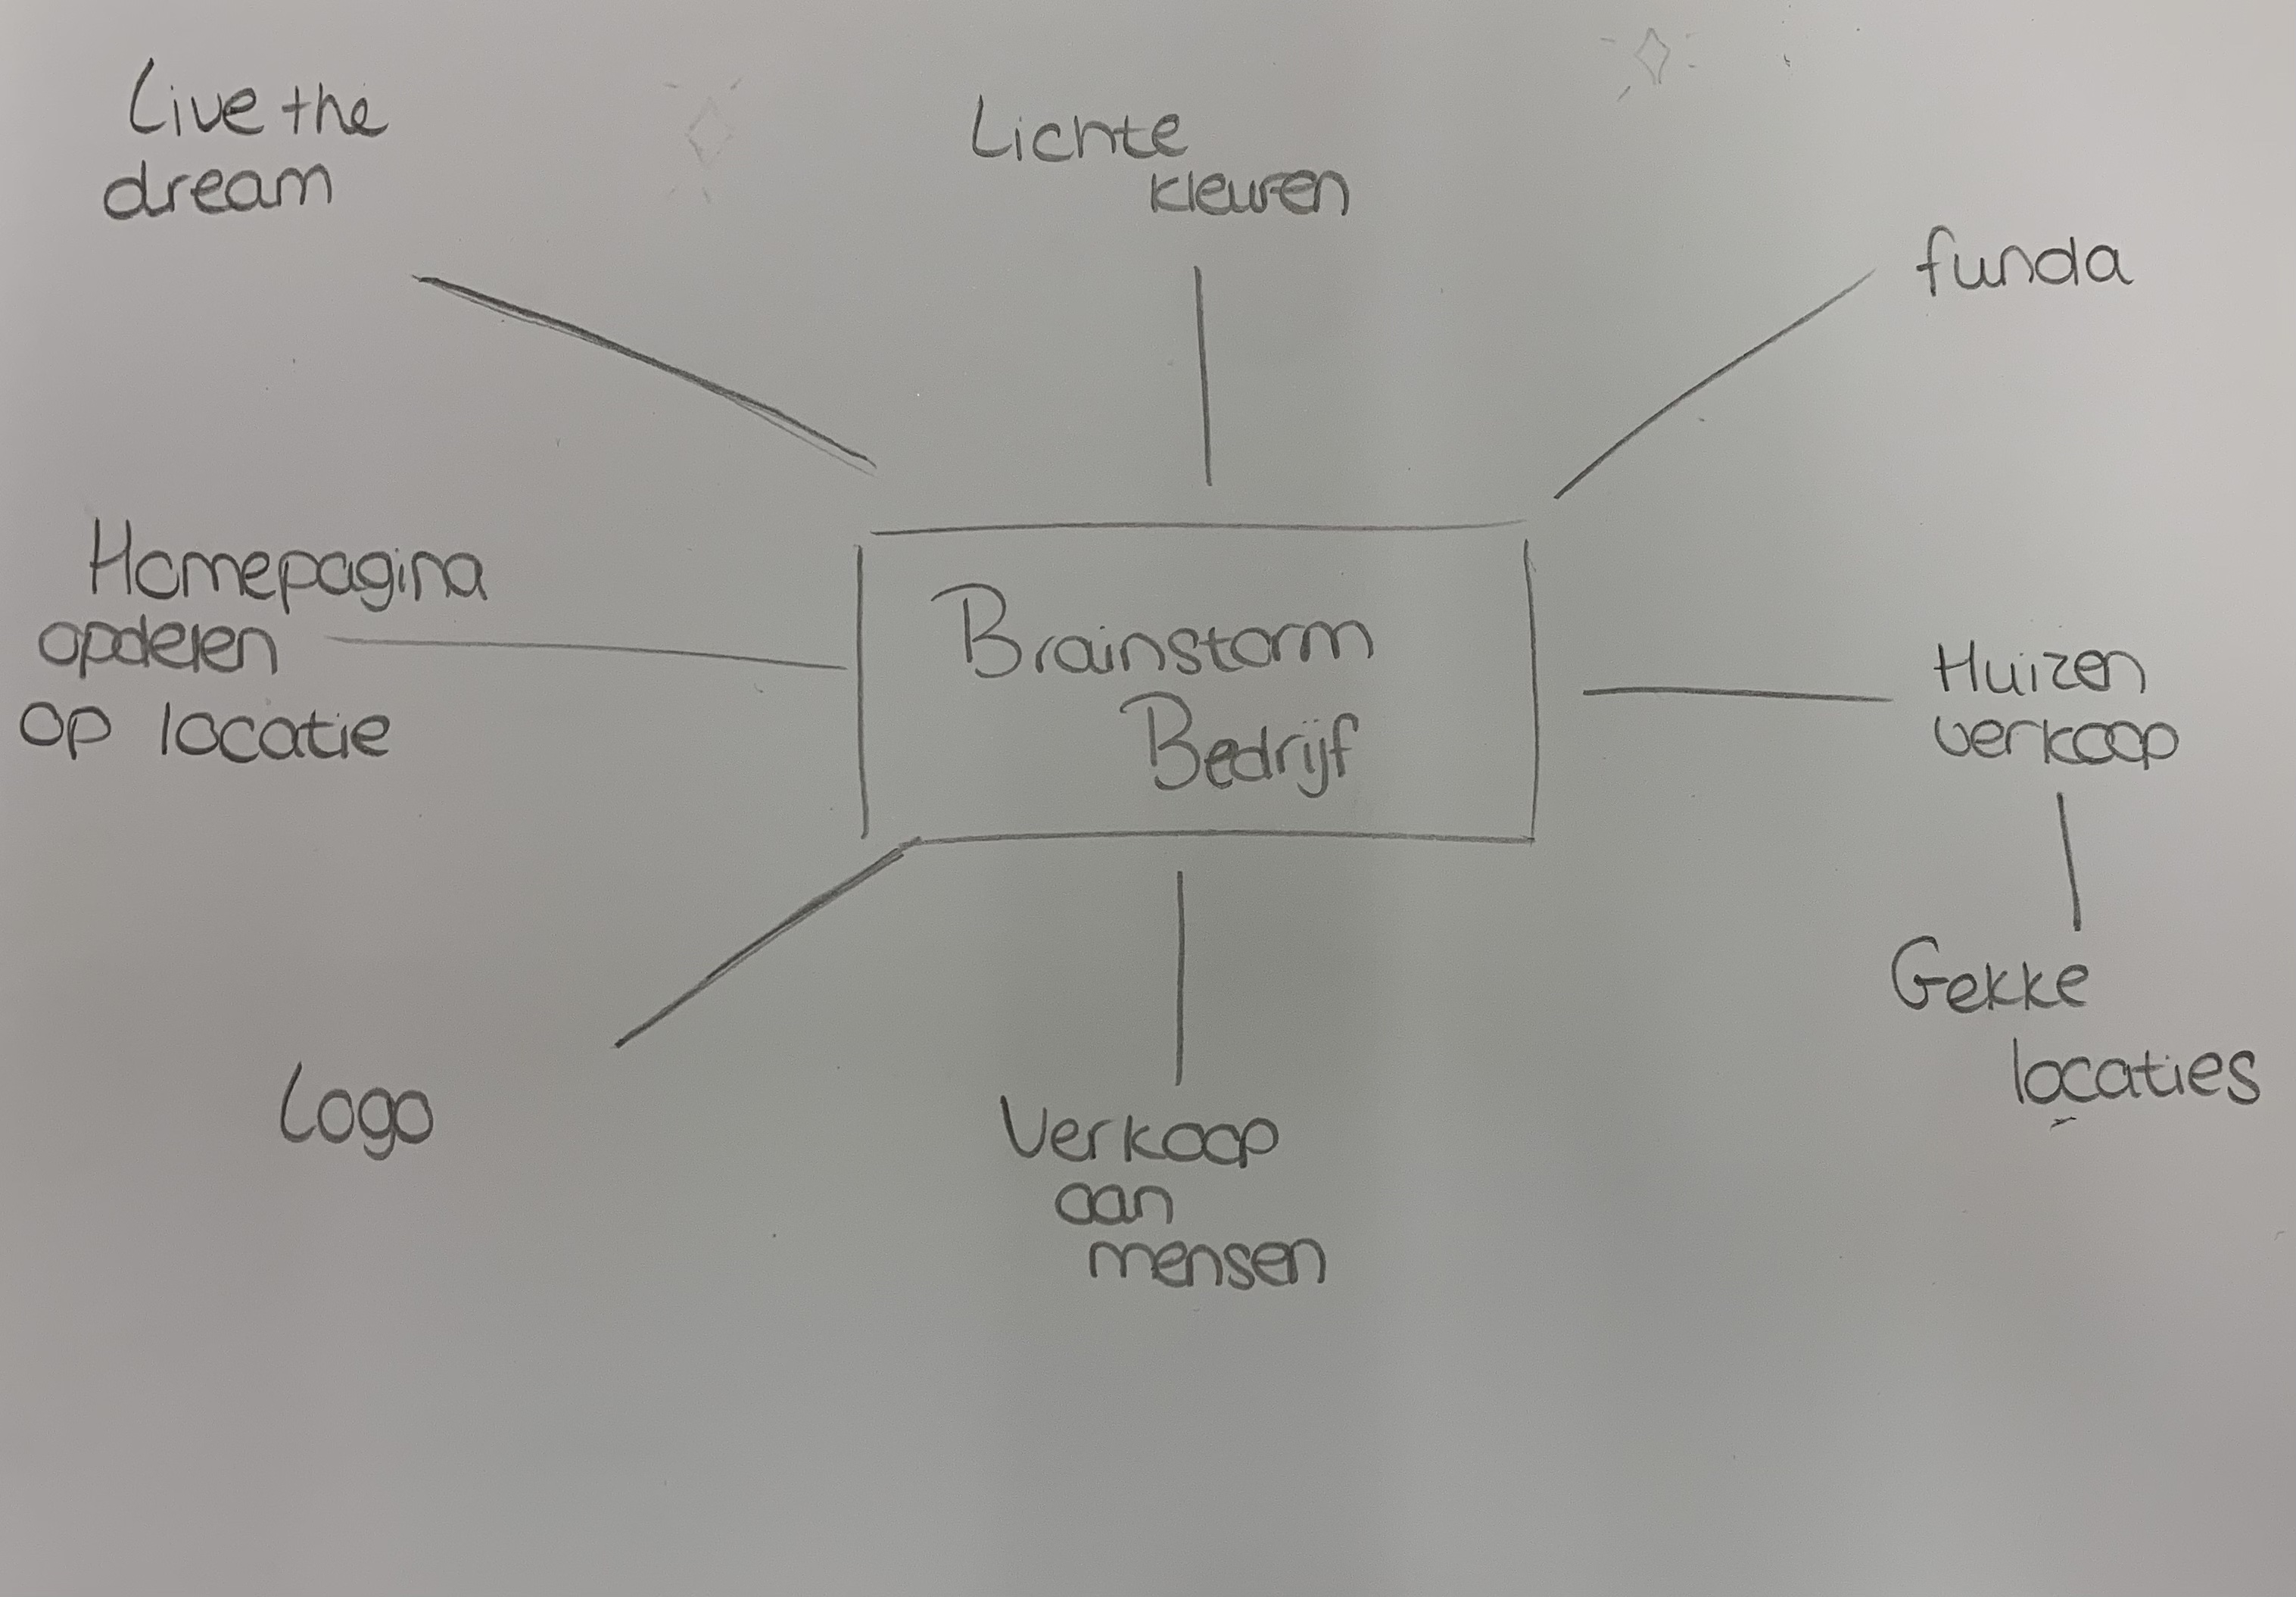 Live the
dream
Lichte
kleuren
funda
Homepagina
opdelen
op locatie
Brainstorm
Bedrijf
Huizen
verkoop
Gekke
locaties
Logo
Verkoop
aan
mensen